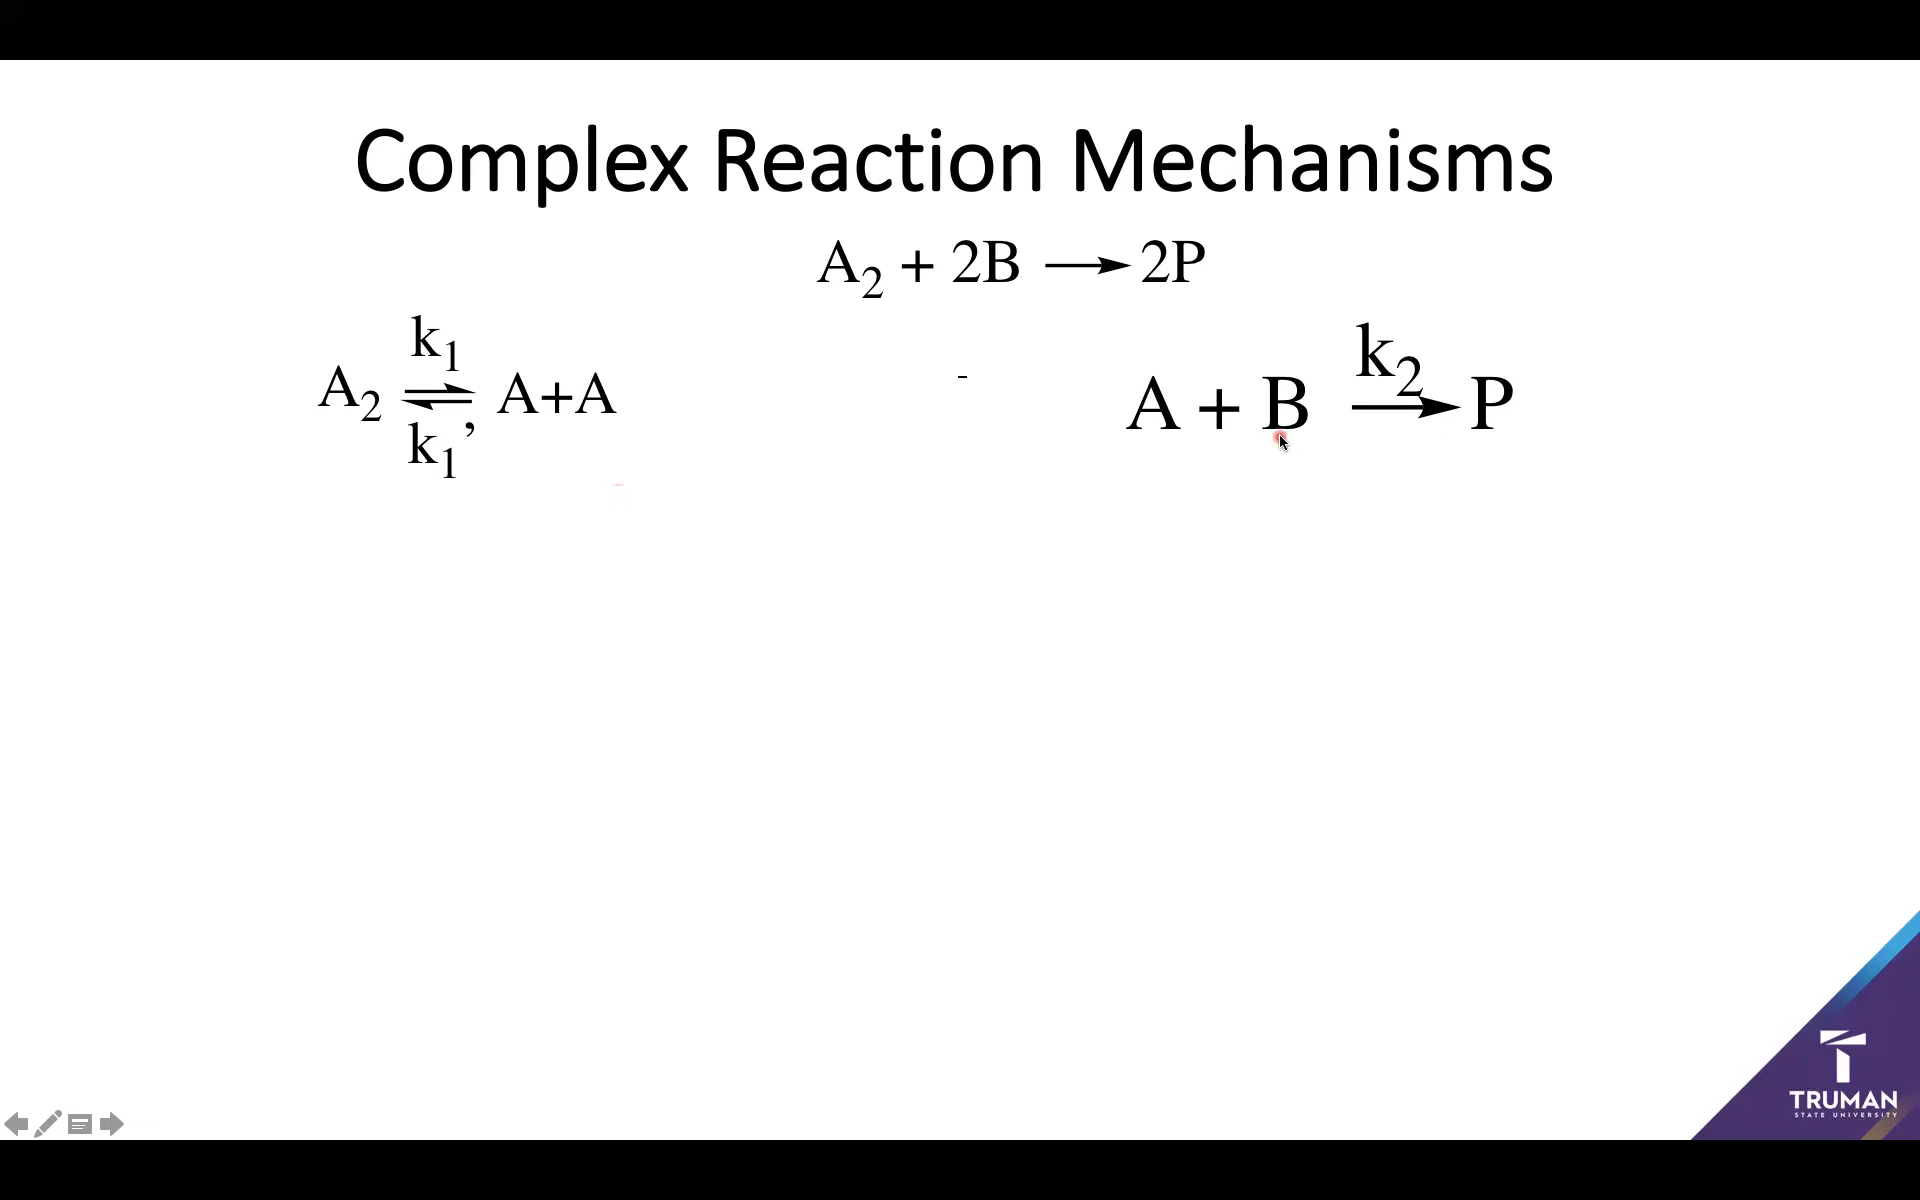 Complex Reaction Mechanisms
A₂ + 2B ⟶ 2P
k₁
A₂ ⇌ A+A
k₁’
-
k₂
A + B ⟶ P
TRUMAN
STATE UNIVERSITY